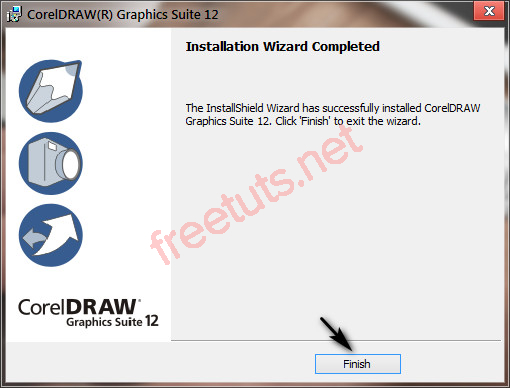 CorelDRAW(R) Graphics Suite 12
Installation Wizard Completed
The InstallShield Wizard has successfully installed CorelDRAW
Graphics Suite 12. Click 'Finish' to exit the wizard.
freetuts.net
CorelDRAW®
Graphics Suite 12
Finish